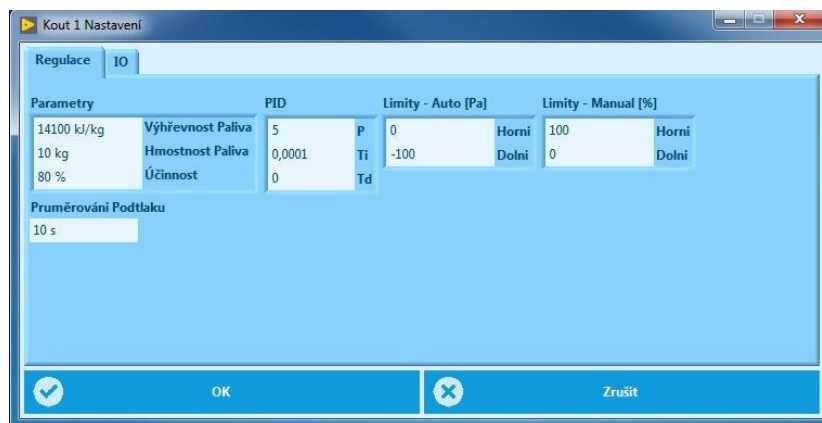 Kout 1 Nastavení
Regulace IO
Parametry PID Limity - Auto [Pa] Limity - Manual [%]
14100 kJ/kg Výhřevnost Paliva 5 P 0 Horni 100 Horni
10 kg Hmostnost Paliva 0,0001 Ti -100 Dolni 0 Dolni
80 % Účinnost 0 Td
Pruměrováni Podtlaku
10 s
OK Zrušit